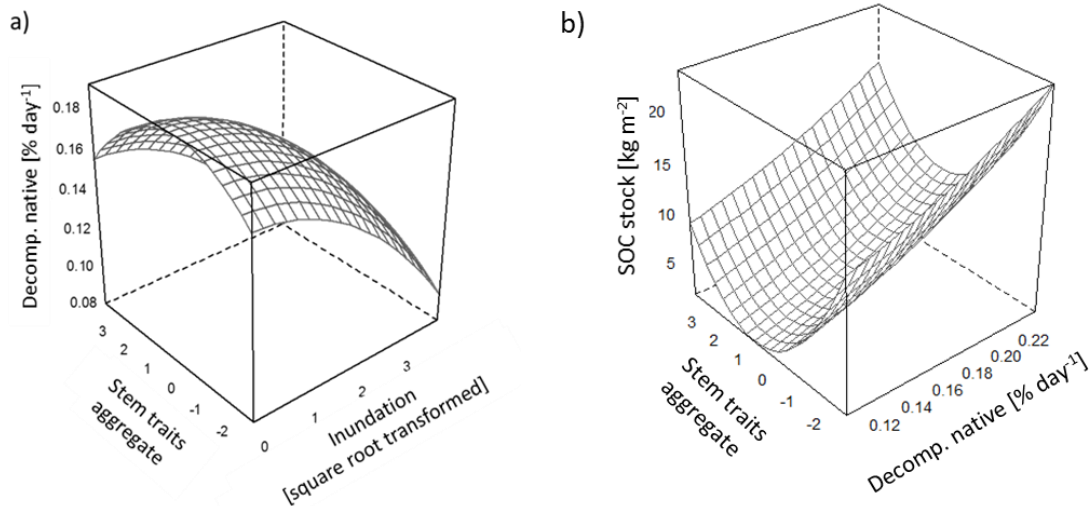 a)
Decomp. native [% day-1]
0.18
0.16
0.14
0.12
0.10
0.08
3
2
1
0
-1
-2
Stem traits
aggregate
0
1
2
3
Inundation
[square root transformed]
b)
SOC stock [kg m-2]
20
15
10
5
3
2
1
0
-1
-2
Stem traits
aggregate
0.12
0.14
0.16
0.18
0.20
0.22
Decomp. native [% day-1]